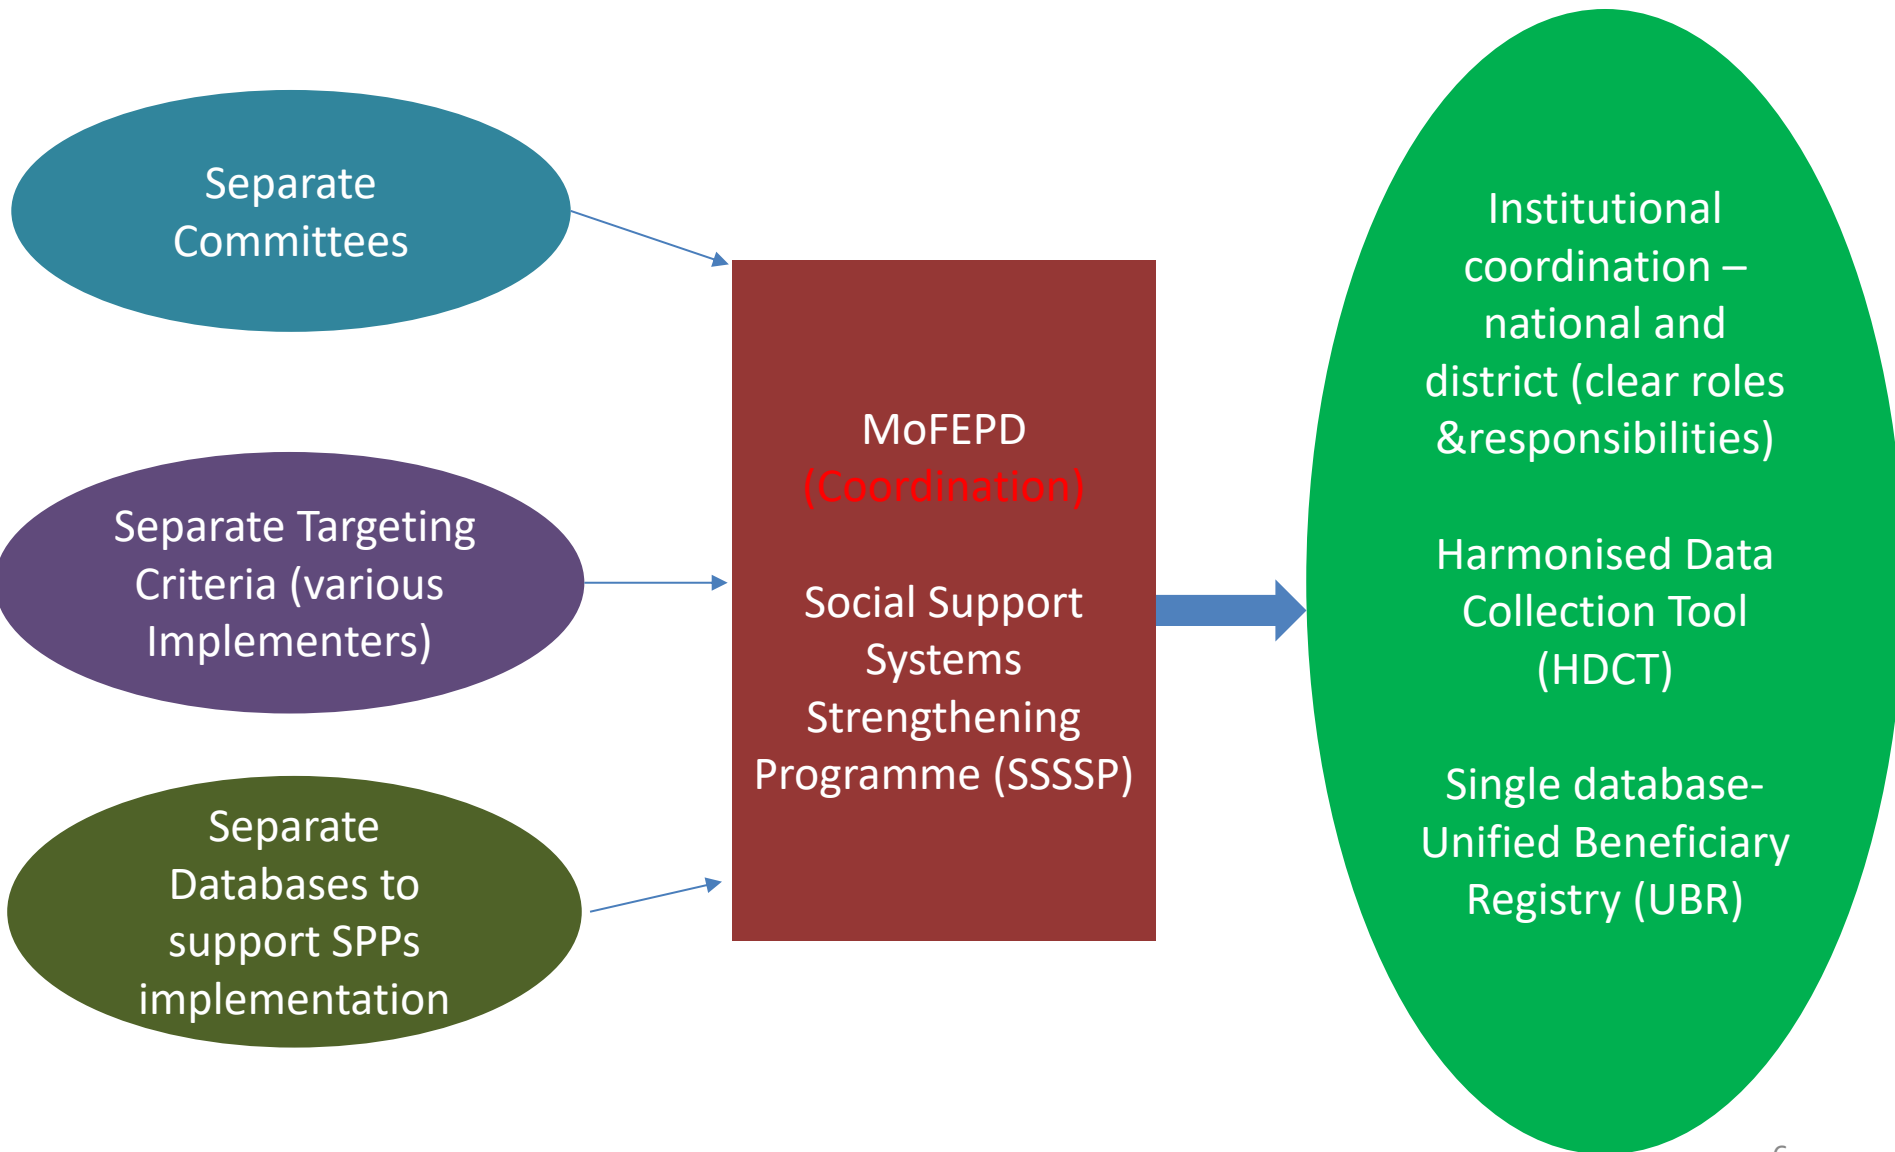 Separate
Committees
Separate Targeting
Criteria (various
Implementers)
Separate
Databases to
support SPPs
implementation
MoFEPD
(Coordination)
Social Support
Systems
Strengthening
Programme (SSSSP)
Institutional
coordination –
national and
district (clear roles
&responsibilities)
Harmonised Data
Collection Tool
(HDCT)
Single database-
Unified Beneficiary
Registry (UBR)